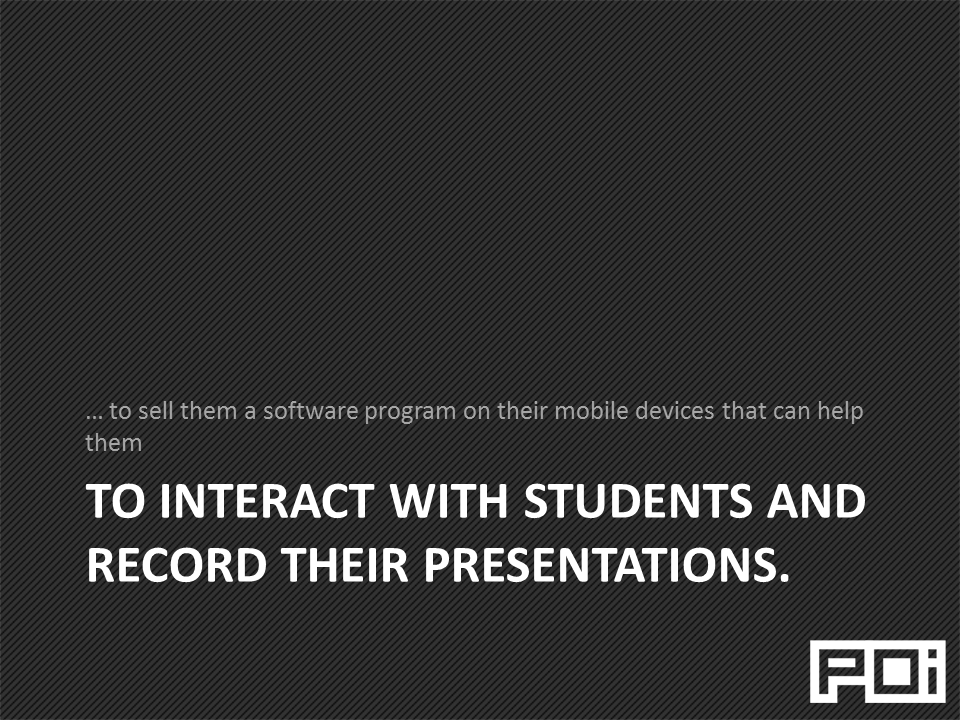 ... to sell them a software program on their mobile devices that can help
them
TO INTERACT WITH STUDENTS AND
RECORD THEIR PRESENTATIONS.
POi